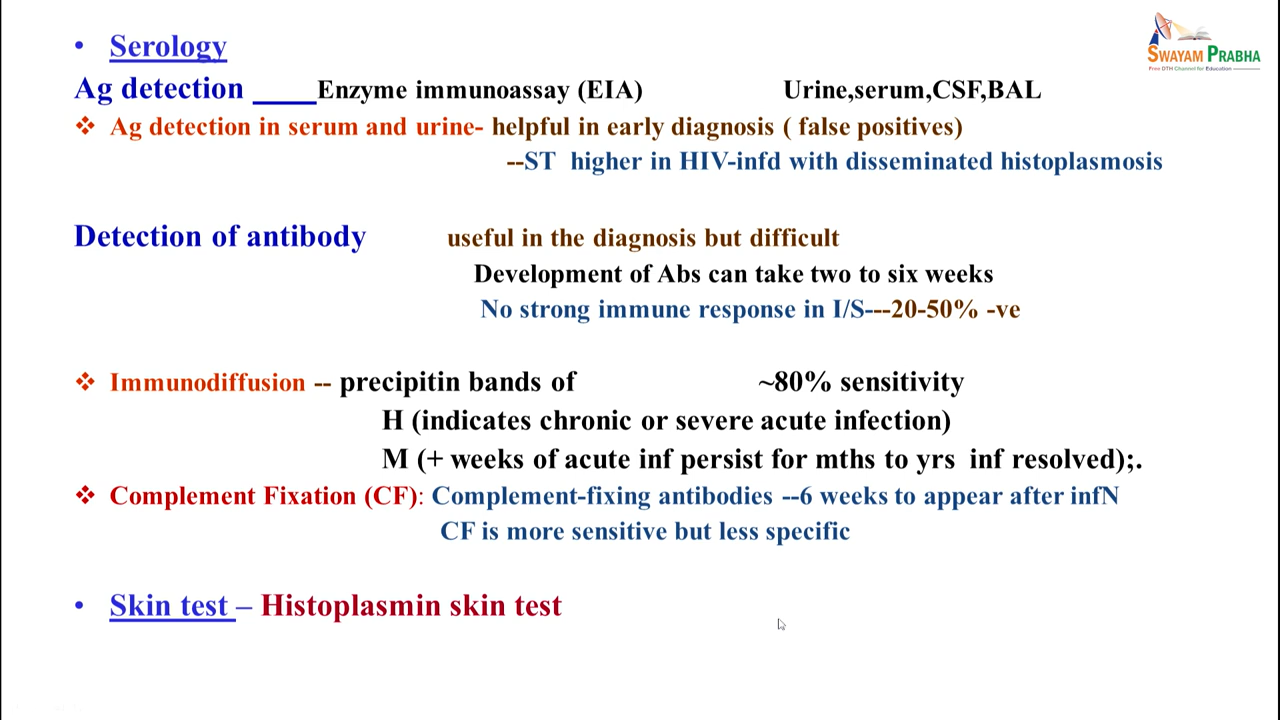 • Serology
SWAYAM PRABHA
Free DTH Channel for Education
Ag detection ____Enzyme immunoassay (EIA) Urine,serum,CSF,BAL
❖ Ag detection in serum and urine- helpful in early diagnosis ( false positives)
--ST higher in HIV-infd with disseminated histoplasmosis
Detection of antibody useful in the diagnosis but difficult
Development of Abs can take two to six weeks
No strong immune response in I/S---20-50% -ve
❖ Immunodiffusion -- precipitin bands of ~80% sensitivity
H (indicates chronic or severe acute infection)
M (+ weeks of acute inf persist for mths to yrs inf resolved);.
❖ Complement Fixation (CF): Complement-fixing antibodies --6 weeks to appear after infN
CF is more sensitive but less specific
• Skin test – Histoplasmin skin test